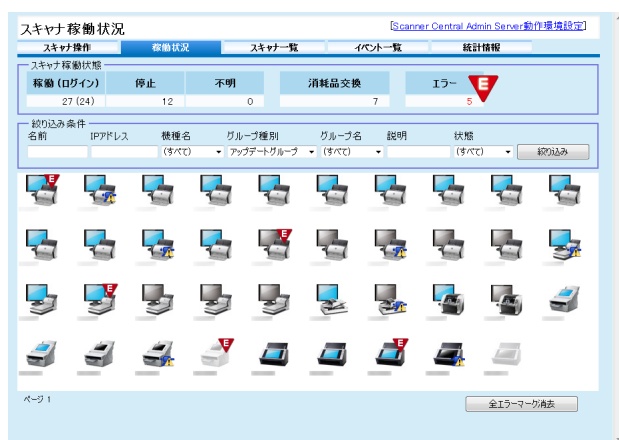 スキャナ稼働状況
[Scanner Central Admin Server動作環境設定]
スキャナ操作 稼働状況 スキャナ一覧 イベント一覧 統計情報
スキャナ稼働状態
稼働 (ログイン) 停止 不明 消耗品交換 エラー E
27 (24) 12 0 7 5
絞り込み条件
名前 IPアドレス 機種名 グループ種別 グループ名 説明 状態
(すべて) アップデートグループ (すべて) (すべて) 絞り込み
E
E
E
E E
ページ 1
全エラーマーク消去